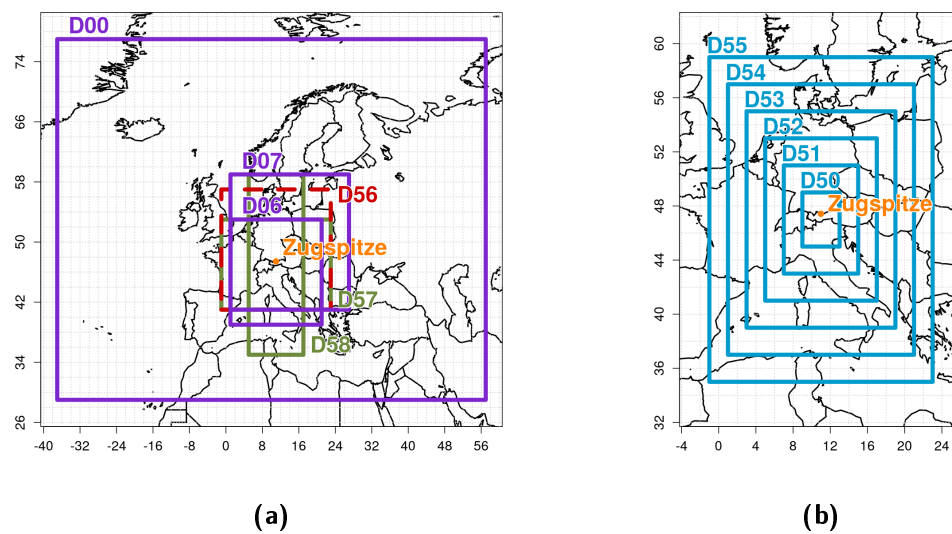 D00
D07
D56
D06
Zugspitze
D57
D58
74
66
58
50
42
34
26
-40 -32 -24 -16 -8 0 8 16 24 32 40 48 56
(a)
D55
D54
D53
D52
D51
D50
Zugspitze
60
56
52
48
44
40
36
32
-4 0 4 8 12 16 20 24
(b)